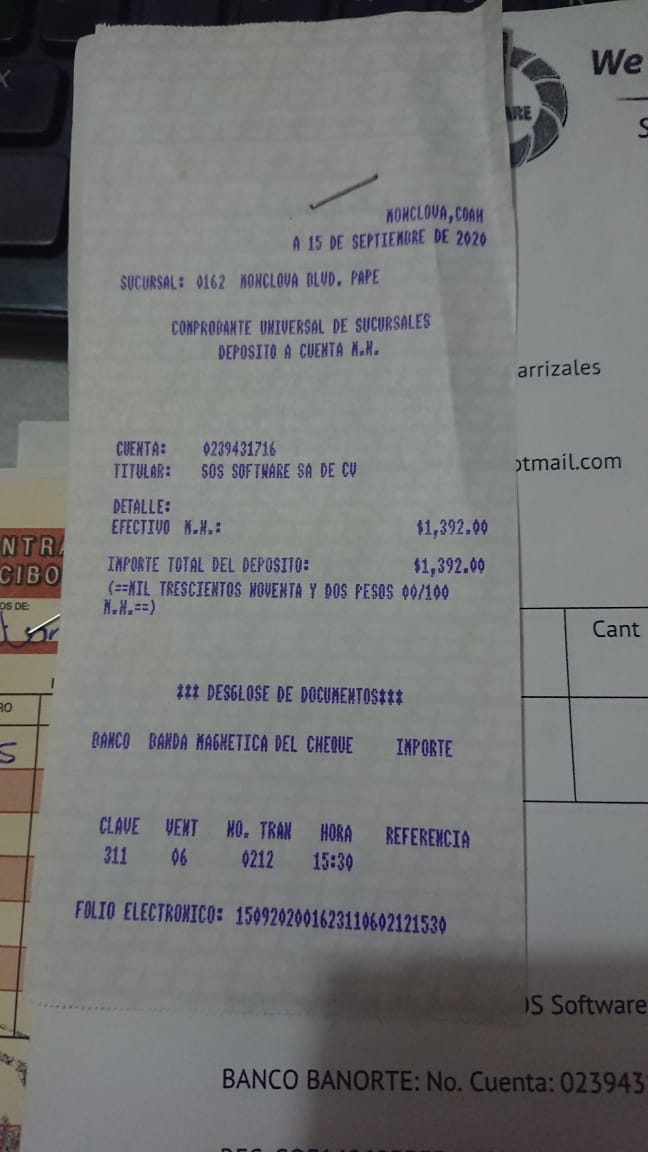 We
ARE
S
MONCLOVA,COAH
A 15 DE SEPTIEMBRE DE 2020
SUCURSAL: 0162 MONCLOVA BLVD. PAPE
COMPROBANTE UNIVERSAL DE SUCURSALES
DEPOSITO A CUENTA M.N.
arrizales
otmail.com
CUENTA: 0239431716
TITULAR: SOS SOFTWARE SA DE CV
DETALLE:
EFECTIVO M.N.: $1,392.00
IMPORTE TOTAL DEL DEPOSITO: $1,392.00
(==MIL TRESCIENTOS NOVENTA Y DOS PESOS 00/100
M.N.==)
NTRA
CIBO
OS DE:
Cant
RO
S
*** DESGLOSE DE DOCUMENTOS***
BANCO BANDA MAGNETICA DEL CHEQUE IMPORTE
CLAVE VENT NO. TRAN HORA REFERENCIA
311 06 0212 15:30
FOLIO ELECTRONICO: 1509202001623110602121530
OS Software
BANCO BANORTE: No. Cuenta: 023943